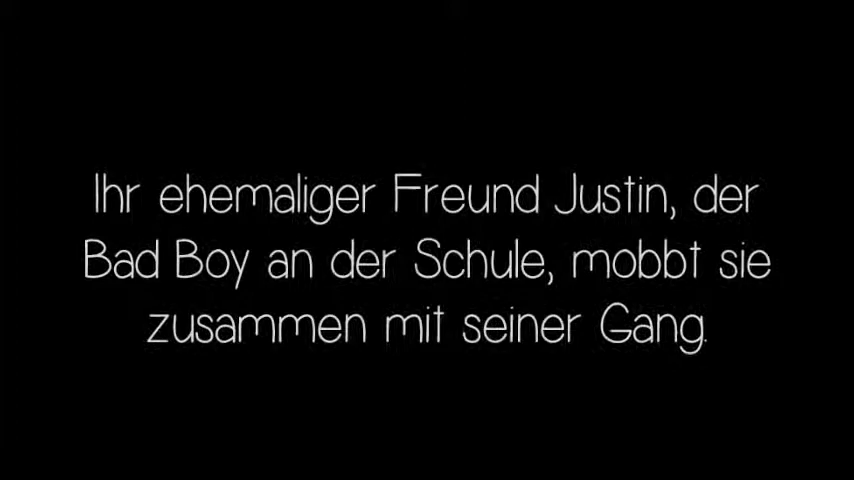 Ihr ehemaliger Freund Justin, der
Bad Boy an der Schule, mobbt sie
zusammen mit seiner Gang.